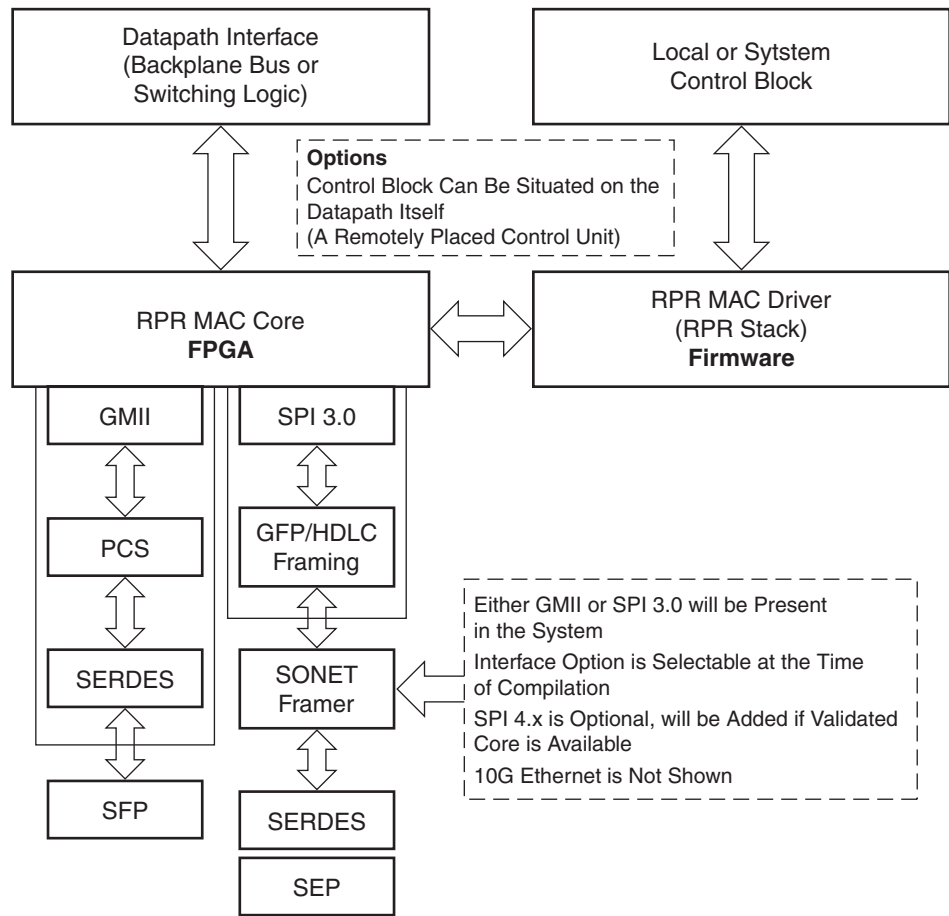 Datapath Interface
(Backplane Bus or
Switching Logic)
Local or Sytstem
Control Block
Options
Control Block Can Be Situated on the
Datapath Itself
(A Remotely Placed Control Unit)
RPR MAC Core
FPGA
RPR MAC Driver
(RPR Stack)
Firmware
GMII
SPI 3.0
PCS
GFP/HDLC
Framing
Either GMII or SPI 3.0 will be Present
in the System
Interface Option is Selectable at the Time
of Compilation
SPI 4.x is Optional, will be Added if Validated
Core is Available
10G Ethernet is Not Shown
SERDES
SONET
Framer
SFP
SERDES
SEP